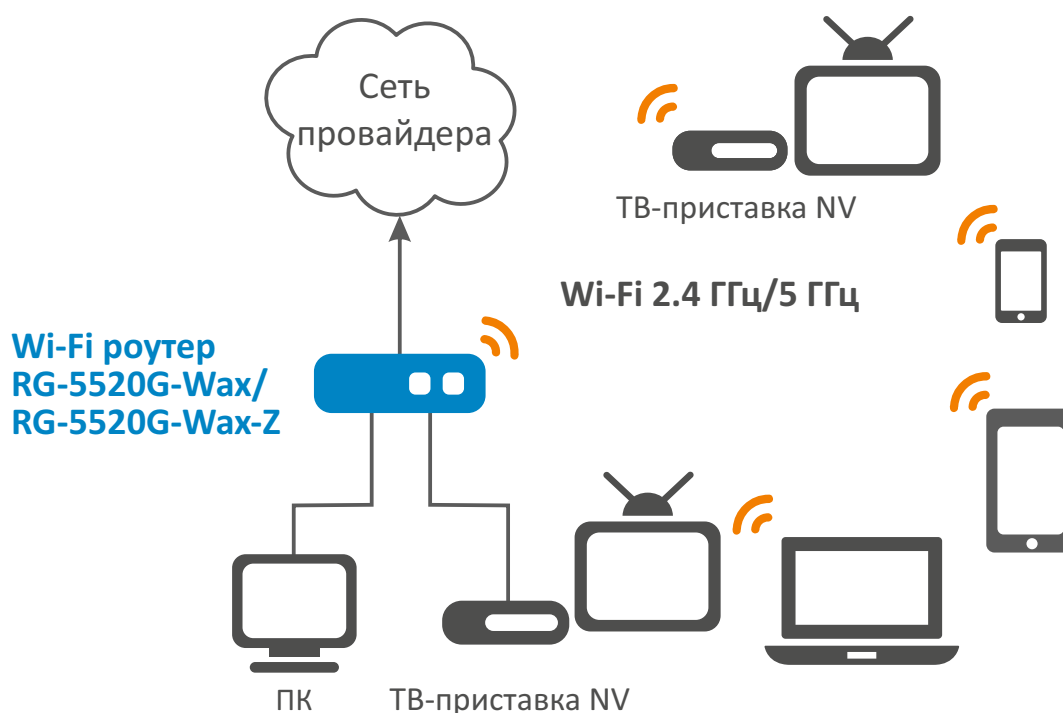 Сеть
провайдера
ТВ-приставка NV
Wi-Fi 2.4 ГГц/5 ГГц
Wi-Fi роутер
RG-5520G-Wax/
RG-5520G-Wax-Z
ПК
ТВ-приставка NV